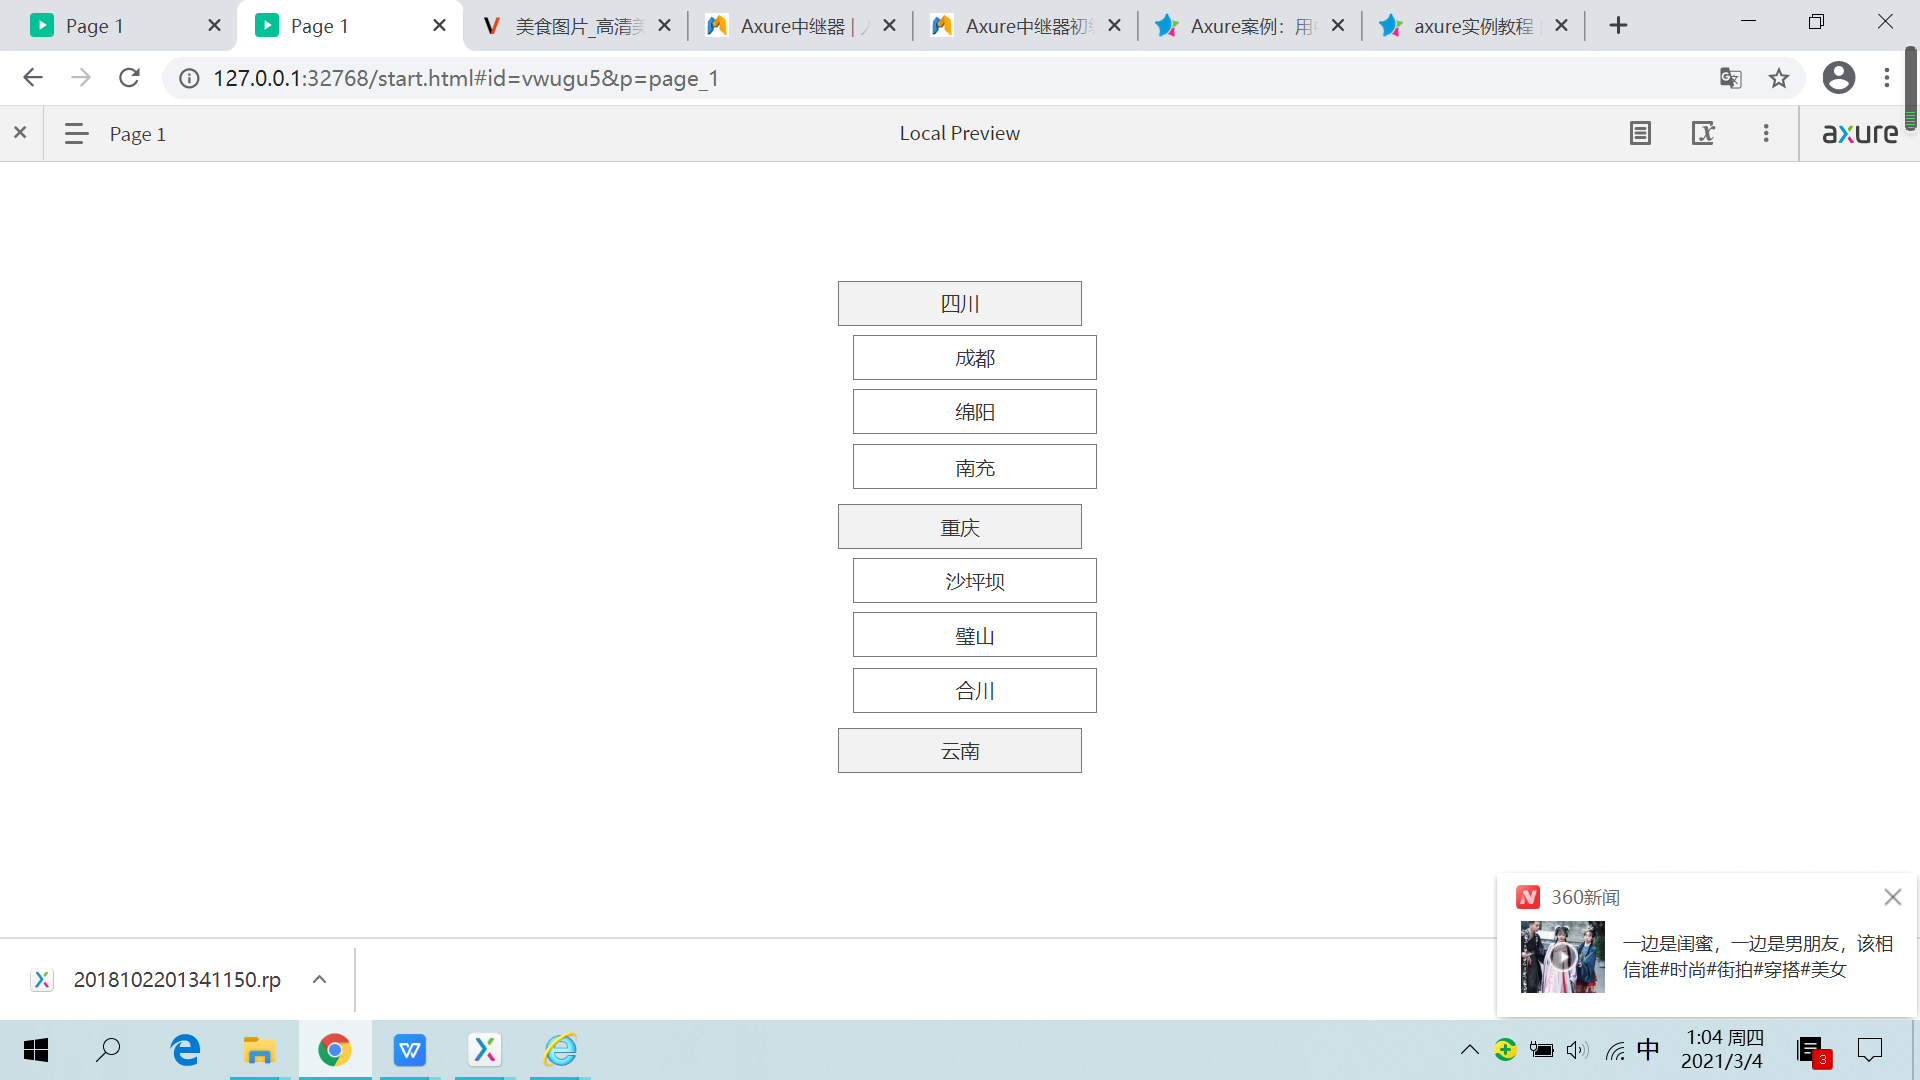 Page 1
Page 1
美食图片_高清美
Axure中继器 | 人
Axure中继器初级
Axure案例：用中
axure实例教程
127.0.0.1:32768/start.html#id=vwugu5&p=page_1
Page 1
Local Preview
axure
四川
成都
绵阳
南充
重庆
沙坪坝
璧山
合川
云南
360新闻
一边是闺蜜，一边是男朋友，该相
信谁#时尚#街拍#穿搭#美女
2018102201341150.rp
中
1:04 周四
2021/3/4
3